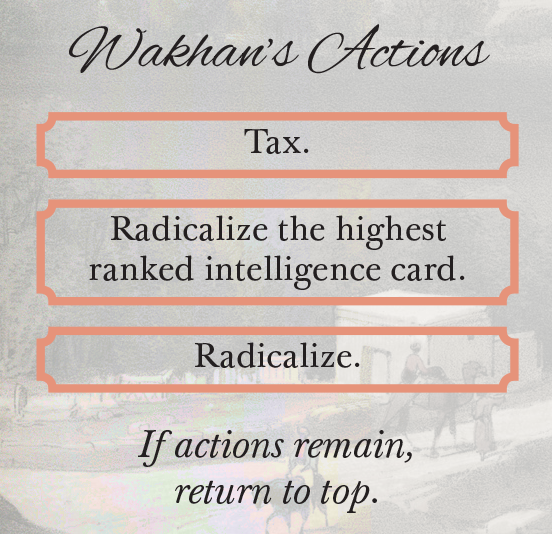 Wakhan's Actions
Tax.
Radicalize the highest
ranked intelligence card.
Radicalize.
If actions remain,
return to top.